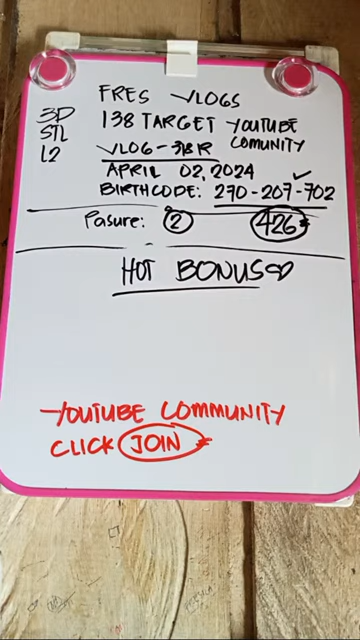 FRES VLOGS
3D
STL
L2
138 TARGET YOUTUBE
COMUNITY
VLOG-
APRIL 02, 2024
BIRTHCODE: 270-207-702
Pasure: 2 426
HOT BONUS
YOUTUBE COMMUNITY
CLICK JOIN